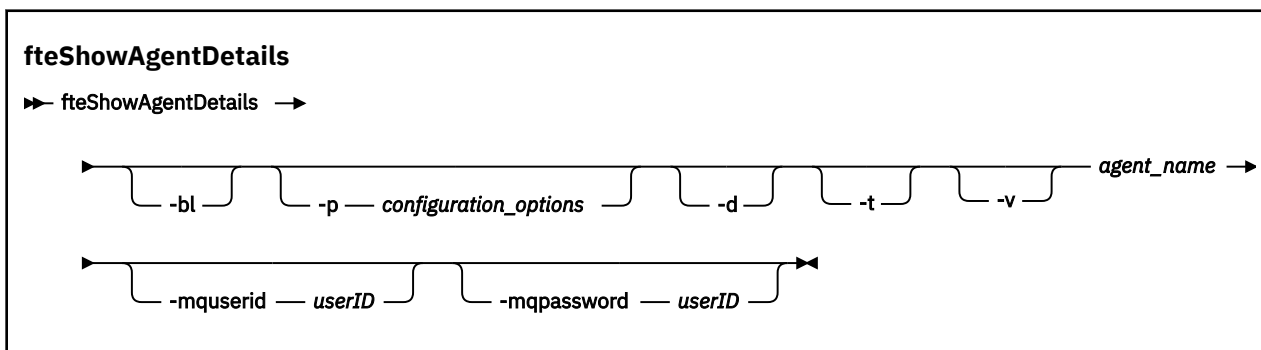 fteShowAgentDetails
fteShowAgentDetails
-bl -p configuration_options -d -t -v agent_name
-mquserid userID -mqpassword userID